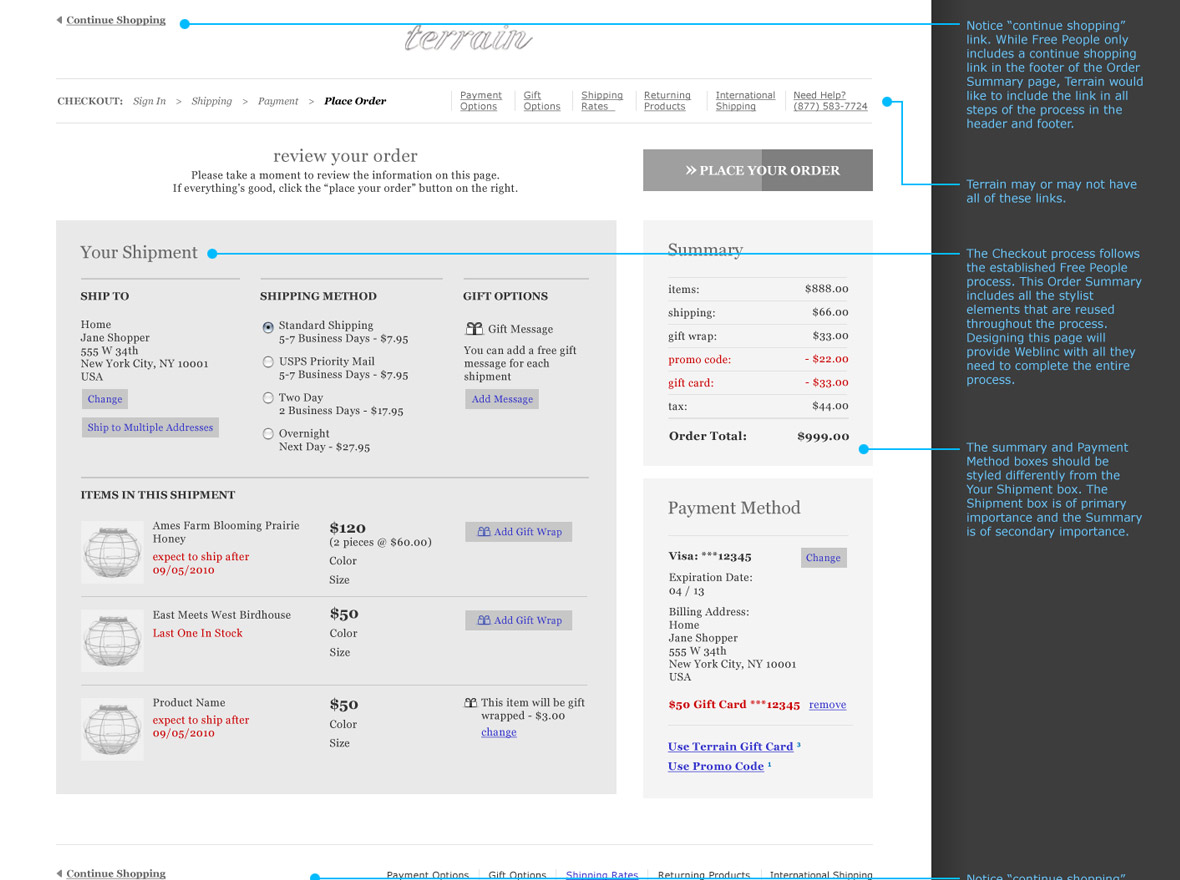 Continue Shopping
terrain
CHECKOUT: Sign In > Shipping > Payment > Place Order
Payment Options
Gift Options
Shipping Rates
Returning Products
International Shipping
Need Help? (877) 583-7724
review your order
Please take a moment to review the information on this page.
If everything's good, click the “place your order” button on the right.
» PLACE YOUR ORDER
Your Shipment
SHIP TO
Home
Jane Shopper
555 W 34th
New York City, NY 10001
USA
Change
Ship to Multiple Addresses
SHIPPING METHOD
Standard Shipping
5-7 Business Days - $7.95
USPS Priority Mail
5-7 Business Days - $7.95
Two Day
2 Business Days - $17.95
Overnight
Next Day - $27.95
GIFT OPTIONS
Gift Message
You can add a free gift
message for each
shipment
Add Message
ITEMS IN THIS SHIPMENT
Ames Farm Blooming Prairie
Honey
expect to ship after
09/05/2010
$120
(2 pieces @ $60.00)
Color
Size
Add Gift Wrap
East Meets West Birdhouse
Last One In Stock
$50
Color
Size
Add Gift Wrap
Product Name
expect to ship after
09/05/2010
$50
Color
Size
This item will be gift
wrapped - $3.00
change
Summary
items: $888.00
shipping: $66.00
gift wrap: $33.00
promo code: - $22.00
gift card: - $33.00
tax: $44.00
Order Total: $999.00
Payment Method
Visa: ***12345
Change
Expiration Date:
04 / 13
Billing Address:
Home
Jane Shopper
555 W 34th
New York City, NY 10001
USA
$50 Gift Card ***12345 remove
Use Terrain Gift Card ³
Use Promo Code ¹
Continue Shopping
Payment Options Gift Options Shipping Rates Returning Products International Shipping
Notice “continue shopping”
link. While Free People only
includes a continue shopping
link in the footer of the Order
Summary page, Terrain would
like to include the link in all
steps of the process in the
header and footer.
Terrain may or may not have
all of these links.
The Checkout process follows
the established Free People
process. This Order Summary
includes all the stylist
elements that are reused
throughout the process.
Designing this page will
provide Weblinc with all they
need to complete the entire
process.
The summary and Payment
Method boxes should be
styled differently from the
Your Shipment box. The
Shipment box is of primary
importance and the Summary
is of secondary importance.
Notice “continue shopping”